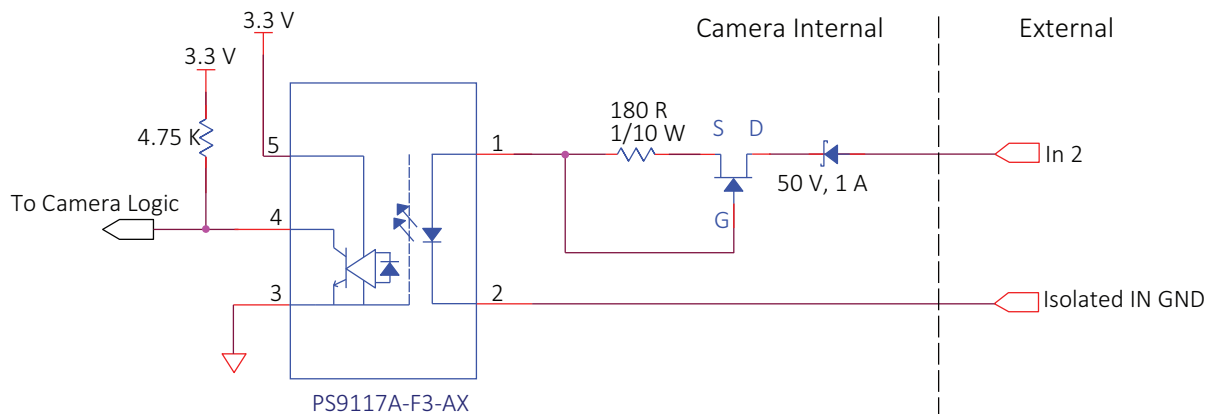 3.3 V
Camera Internal
External
3.3 V
180 R
1/10 W
S
D
4.75 K
5
1
In 2
50 V, 1 A
To Camera Logic
4
G
3
2
Isolated IN GND
PS9117A-F3-AX